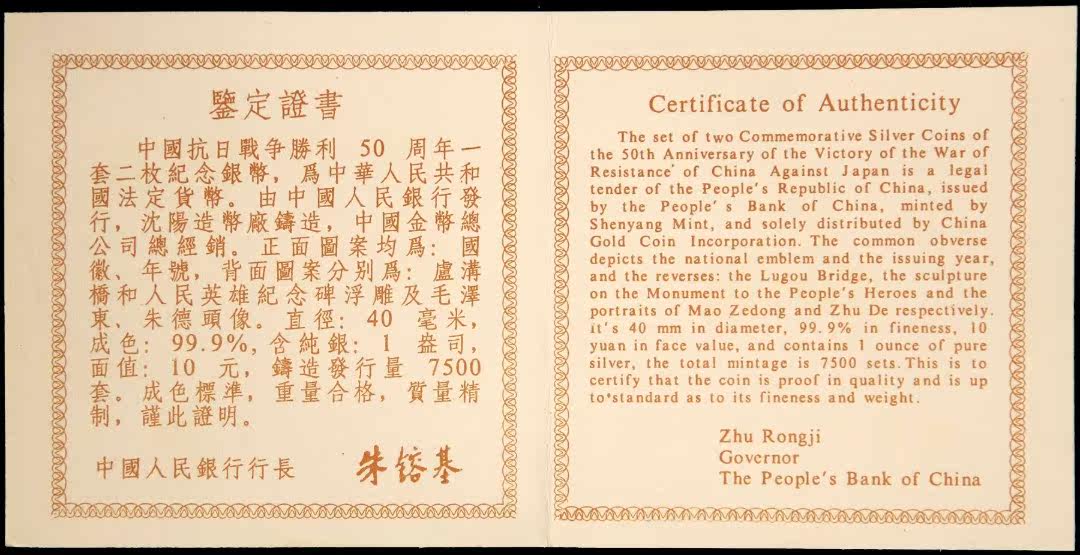 鑒定證書
中國抗日戰争勝利 50 周年一
套二枚紀念銀幣，爲中華人民共和
國法定貨幣。由中國人民銀行發
行，沈陽造幣廠鑄造，中國金幣總
公司總經銷。正面圖案均爲：國
徽、年號，背面圖案分别爲：盧溝
橋和人民英雄紀念碑浮雕及毛澤
東、朱德頭像。直徑：40 毫米，
成色：99.9%，含純銀：1 盎司，
面值：10 元，鑄造發行量 7500
套。成色標準，重量合格，質量精
制，謹此證明。
中國人民銀行行長 朱鎔基
Certificate of Authenticity
The set of two Commemorative Silver Coins of
the 50th Anniversary of the Victory of the War of
Resistance of China Against Japan is a legal
tender of the People's Republic of China, issued
by the People's Bank of China, minted by
Shenyang Mint, and solely distributed by China
Gold Coin Incorporation. The common obverse
depicts the national emblem and the issuing year,
and the reverses: the Lugou Bridge, the sculpture
on the Monument to the People's Heroes and the
portraits of Mao Zedong and Zhu De respectively.
it's 40 mm in diameter, 99.9% in fineness, 10
yuan in face value, and contains 1 ounce of pure
silver, the total mintage is 7500 sets. This is to
certify that the coin is proof in quality and is up
to standard as to its fineness and weight.
Zhu Rongji
Governor
The People's Bank of China